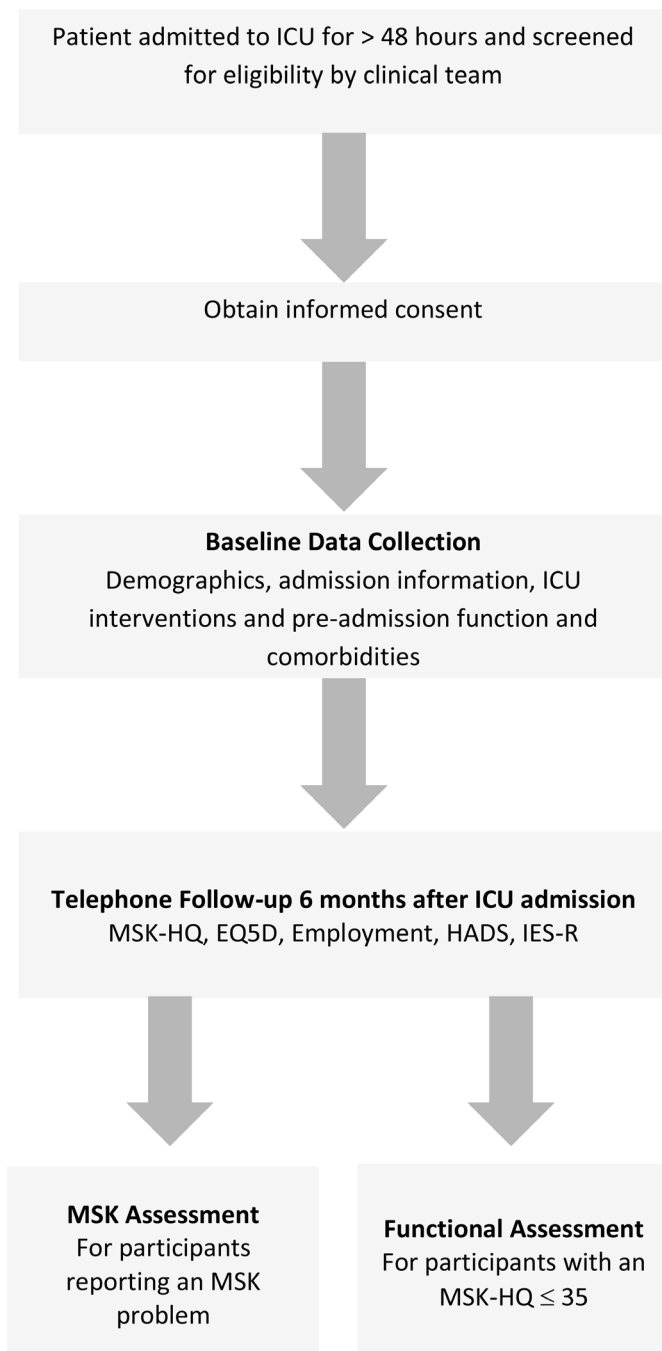 Patient admitted to ICU for > 48 hours and screened
for eligibility by clinical team
Obtain informed consent
Baseline Data Collection
Demographics, admission information, ICU
interventions and pre-admission function and
comorbidities
Telephone Follow-up 6 months after ICU admission
MSK-HQ, EQ5D, Employment, HADS, IES-R
MSK Assessment
For participants
reporting an MSK
problem
Functional Assessment
For participants with an
MSK-HQ ≤ 35